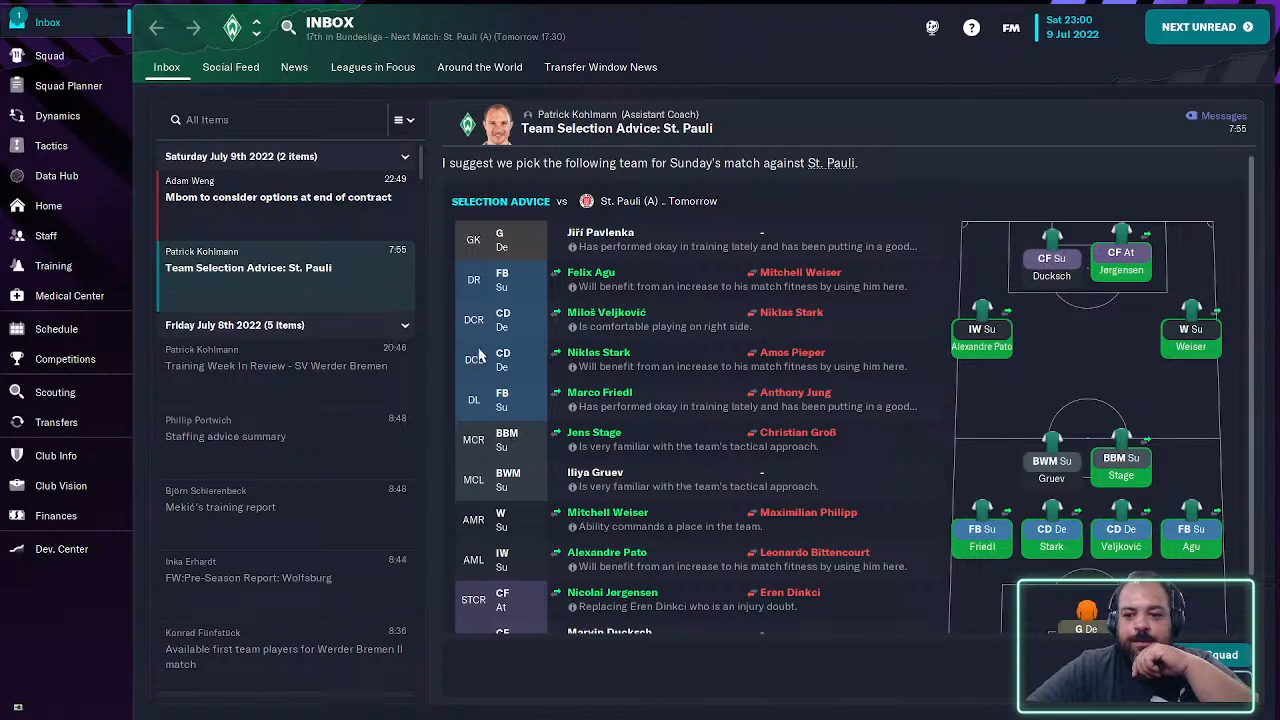 1
Inbox
Squad
Squad Planner
Dynamics
Tactics
Data Hub
Home
Staff
Training
Medical Center
Schedule
Competitions
Scouting
Transfers
Club Info
Club Vision
Finances
Dev. Center
INBOX
17th in Bundesliga - Next Match: St. Pauli (A) (Tomorrow 17:30)
?
FM
Sat 23:00
9 Jul 2022
NEXT UNREAD
Inbox
Social Feed
News
Leagues in Focus
Around the World
Transfer Window News
All Items
Saturday July 9th 2022 (2 items)
Adam Weng 22:49
Mbom to consider options at end of contract
Patrick Kohlmann 7:55
Team Selection Advice: St. Pauli
Friday July 8th 2022 (5 items)
Patrick Kohlmann 20:46
Training Week In Review - SV Werder Bremen
Phillip Portwich 8:48
Staffing advice summary
Björn Schierenbeck 8:48
Mekić's training report
Inka Erhardt 8:44
FW:Pre-Season Report: Wolfsburg
Konrad Fünfstück 8:36
Available first team players for Werder Bremen II
match
Patrick Kohlmann (Assistant Coach)
Team Selection Advice: St. Pauli
Messages
7:55
I suggest we pick the following team for Sunday's match against St. Pauli.
SELECTION ADVICE vs St. Pauli (A) .. Tomorrow
GK G De Jiří Pavlenka -
Has performed okay in training lately and has been putting in a good...
DR FB Su Felix Agu Mitchell Weiser
Will benefit from an increase to his match fitness by using him here.
DCR CD De Miloš Veljković Niklas Stark
Is comfortable playing on right side.
DC CD De Niklas Stark Amos Pieper
Will benefit from an increase to his match fitness by using him here.
DL FB Su Marco Friedl Anthony Jung
Has performed okay in training lately and has been putting in a good...
MCR BBM Su Jens Stage Christian Groß
Is very familiar with the team's tactical approach.
MCL BWM Su Iliya Gruev -
Is very familiar with the team's tactical approach.
AMR W Su Mitchell Weiser Maximilian Philipp
Ability commands a place in the team.
AML IW Su Alexandre Pato Leonardo Bittencourt
Will benefit from an increase to his match fitness by using him here.
STCR CF At Nicolai Jørgensen Eren Dinkci
Replacing Eren Dinkci who is an injury doubt.
CF Marvin Ducksch -
CF Su
Ducksch
CF At
Jørgensen
IW Su
Alexandre Pato
W Su
Weiser
BWM Su
Gruev
BBM Su
Stage
FB Su
Friedl
CD De
Stark
CD De
Veljković
FB Su
Agu
G De